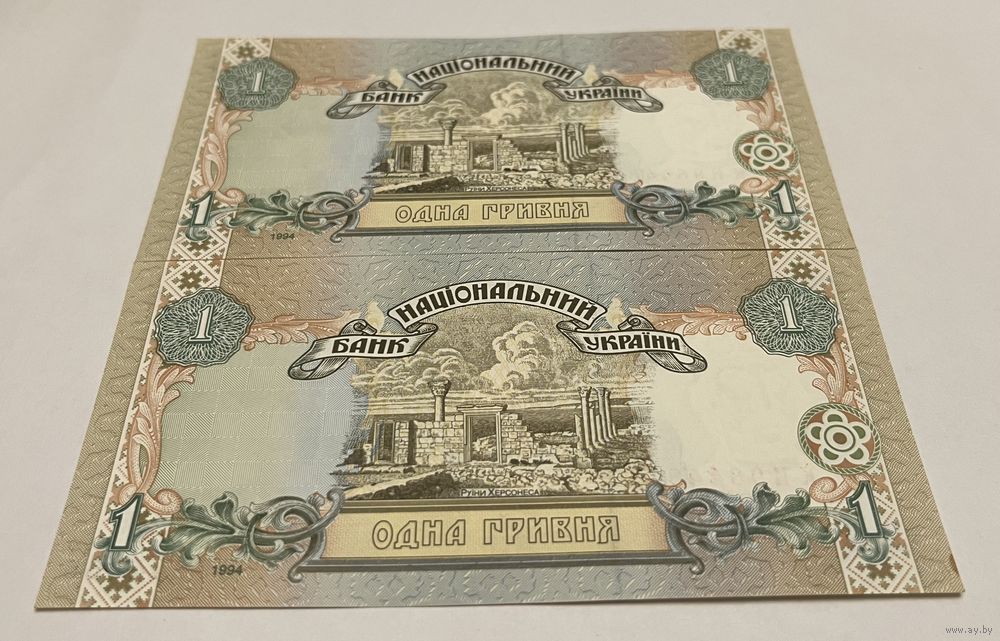 1 1
НАЦІОНАЛЬНИЙ
БАНК УКРАЇНИ
Руїни Херсонеса
1 ОДНА ГРИВНЯ 1
1994
1 1
НАЦІОНАЛЬНИЙ
БАНК УКРАЇНИ
Руїни Херсонеса
ОДНА ГРИВНЯ
1 1
1994
www.ay.by